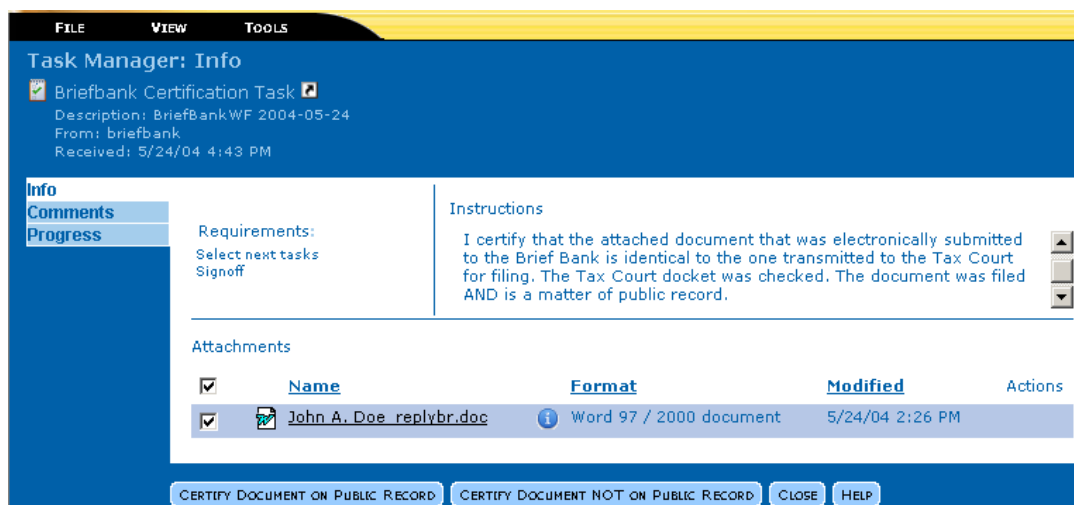 FILE VIEW TOOLS
Task Manager: Info
Briefbank Certification Task
Description: BriefBankWF 2004-05-24
From: briefbank
Received: 5/24/04 4:43 PM
Info
Comments
Progress
Requirements:
Select next tasks
Signoff
Instructions
I certify that the attached document that was electronically submitted
to the Brief Bank is identical to the one transmitted to the Tax Court
for filing. The Tax Court docket was checked. The document was filed
AND is a matter of public record.
Attachments
Name Format Modified Actions
John A. Doe replybr.doc Word 97 / 2000 document 5/24/04 2:26 PM
CERTIFY DOCUMENT ON PUBLIC RECORD CERTIFY DOCUMENT NOT ON PUBLIC RECORD CLOSE HELP